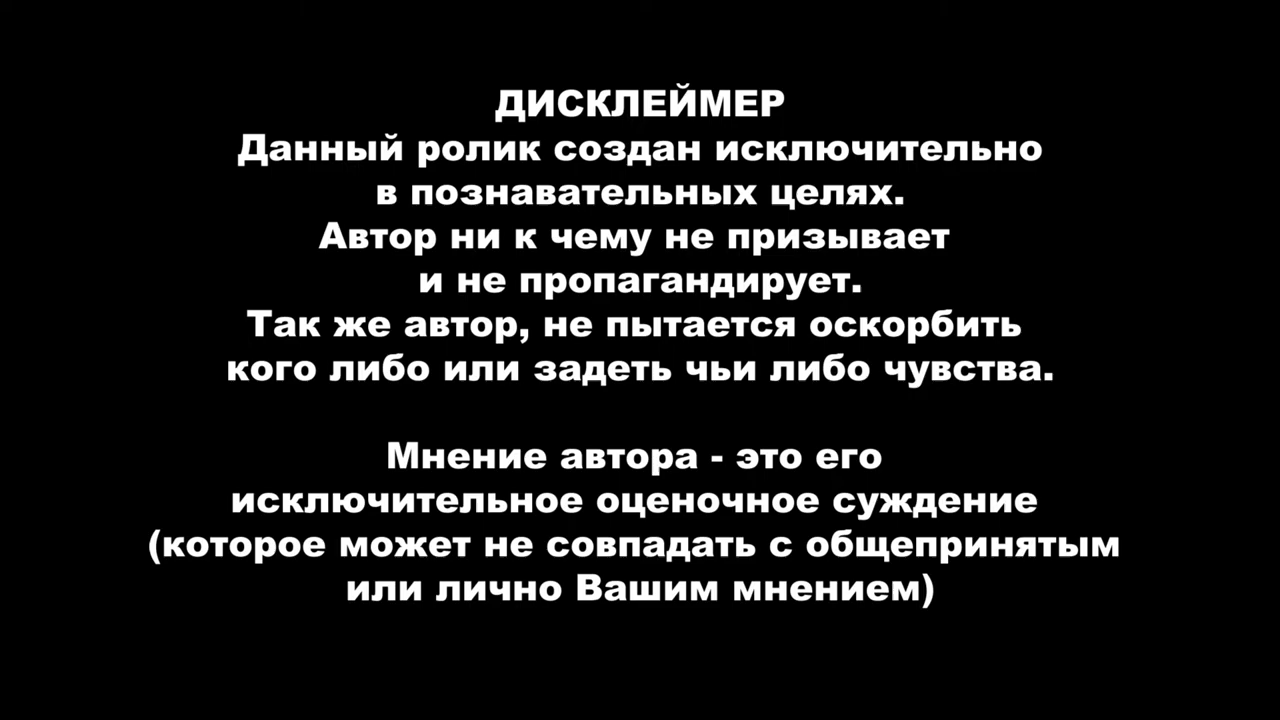 ДИСКЛЕЙМЕР
Данный ролик создан исключительно
в познавательных целях.
Автор ни к чему не призывает
и не пропагандирует.
Так же автор, не пытается оскорбить
кого либо или задеть чьи либо чувства.
Мнение автора - это его
исключительное оценочное суждение
(которое может не совпадать с общепринятым
или лично Вашим мнением)